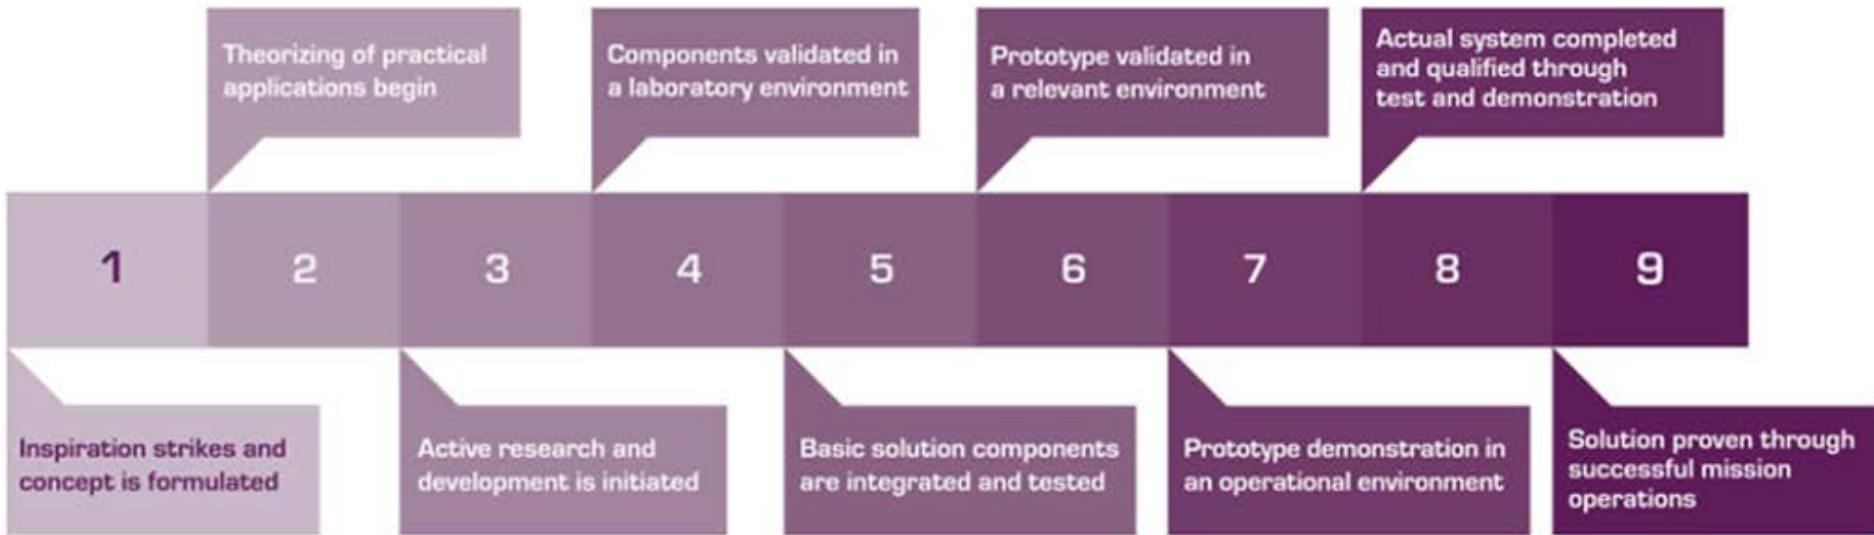 Theorizing of practical
applications begin
Components validated in
a laboratory environment
Prototype validated in
a relevant environment
Actual system completed
and qualified through
test and demonstration
1
2
3
4
5
6
7
8
9
Inspiration strikes and
concept is formulated
Active research and
development is initiated
Basic solution components
are integrated and tested
Prototype demonstration in
an operational environment
Solution proven through
successful mission
operations